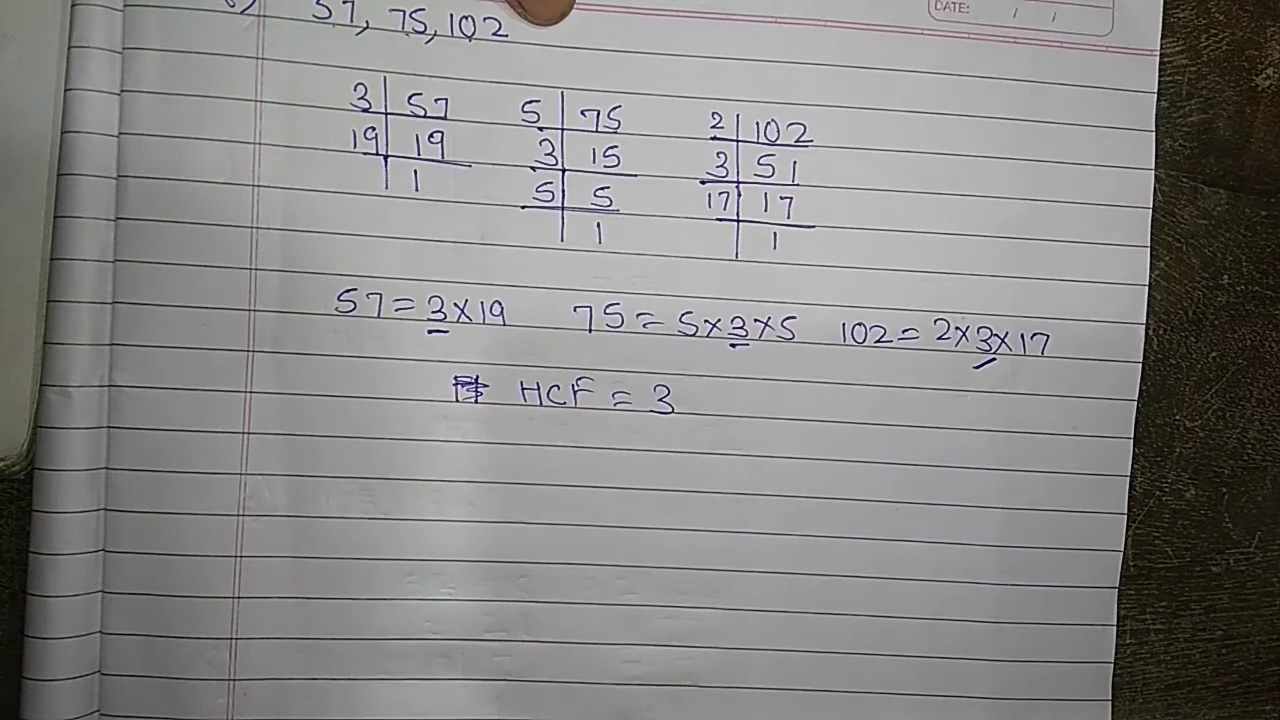 DATE: / /
57, 75, 102
3 57 5 75 2 102
19 19 3 15 3 51
1 5 5 17 17
1 1
57 = 3 × 19 75 = 5 × 3 × 5 102 = 2 × 3 × 17
HCF = 3